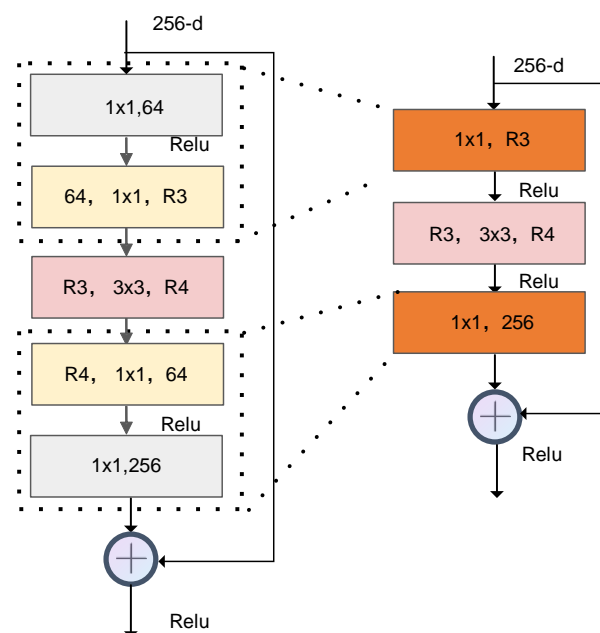 256-d
1x1,64
Relu
64, 1x1, R3
R3, 3x3, R4
R4, 1x1, 64
Relu
1x1,256
Relu
256-d
1x1, R3
Relu
R3, 3x3, R4
Relu
1x1, 256
Relu